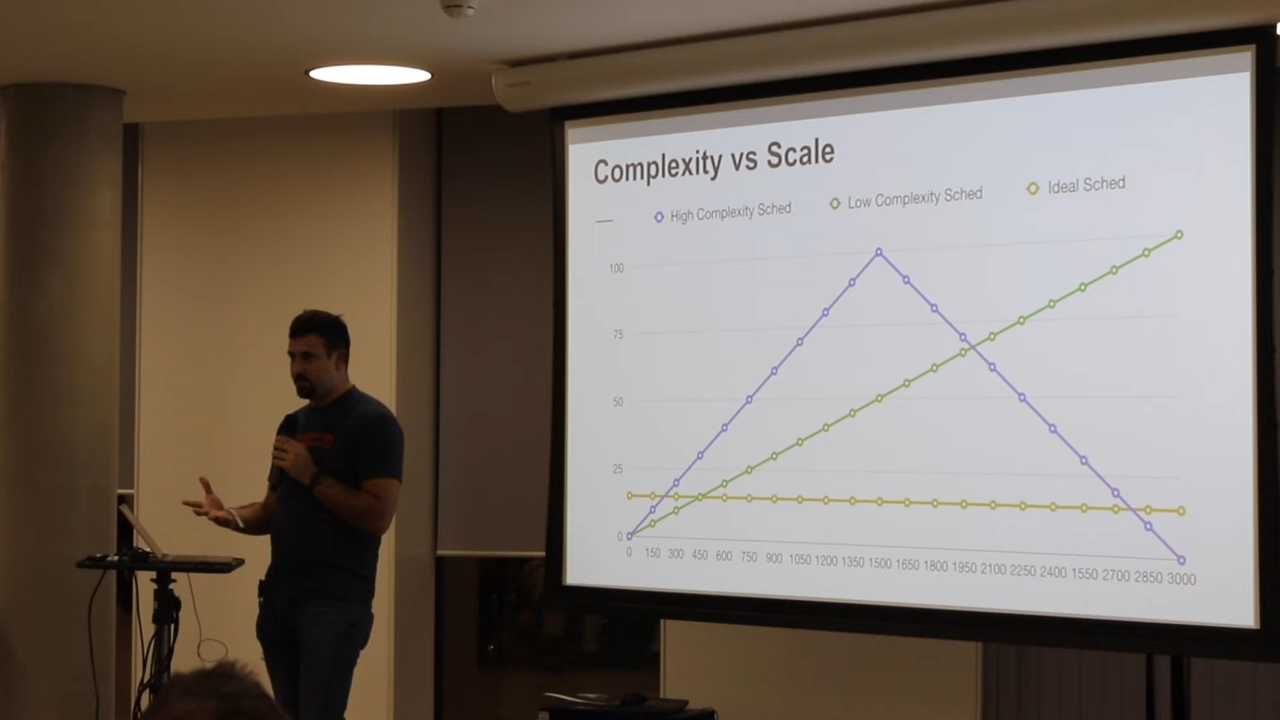 Complexity vs Scale
High Complexity Sched
Low Complexity Sched
Ideal Sched
100
75
50
25
0
0 150 300 450 600 750 900 1050 1200 1350 1500 1650 1800 1950 2100 2250 2400 1550 2700 2850 3000